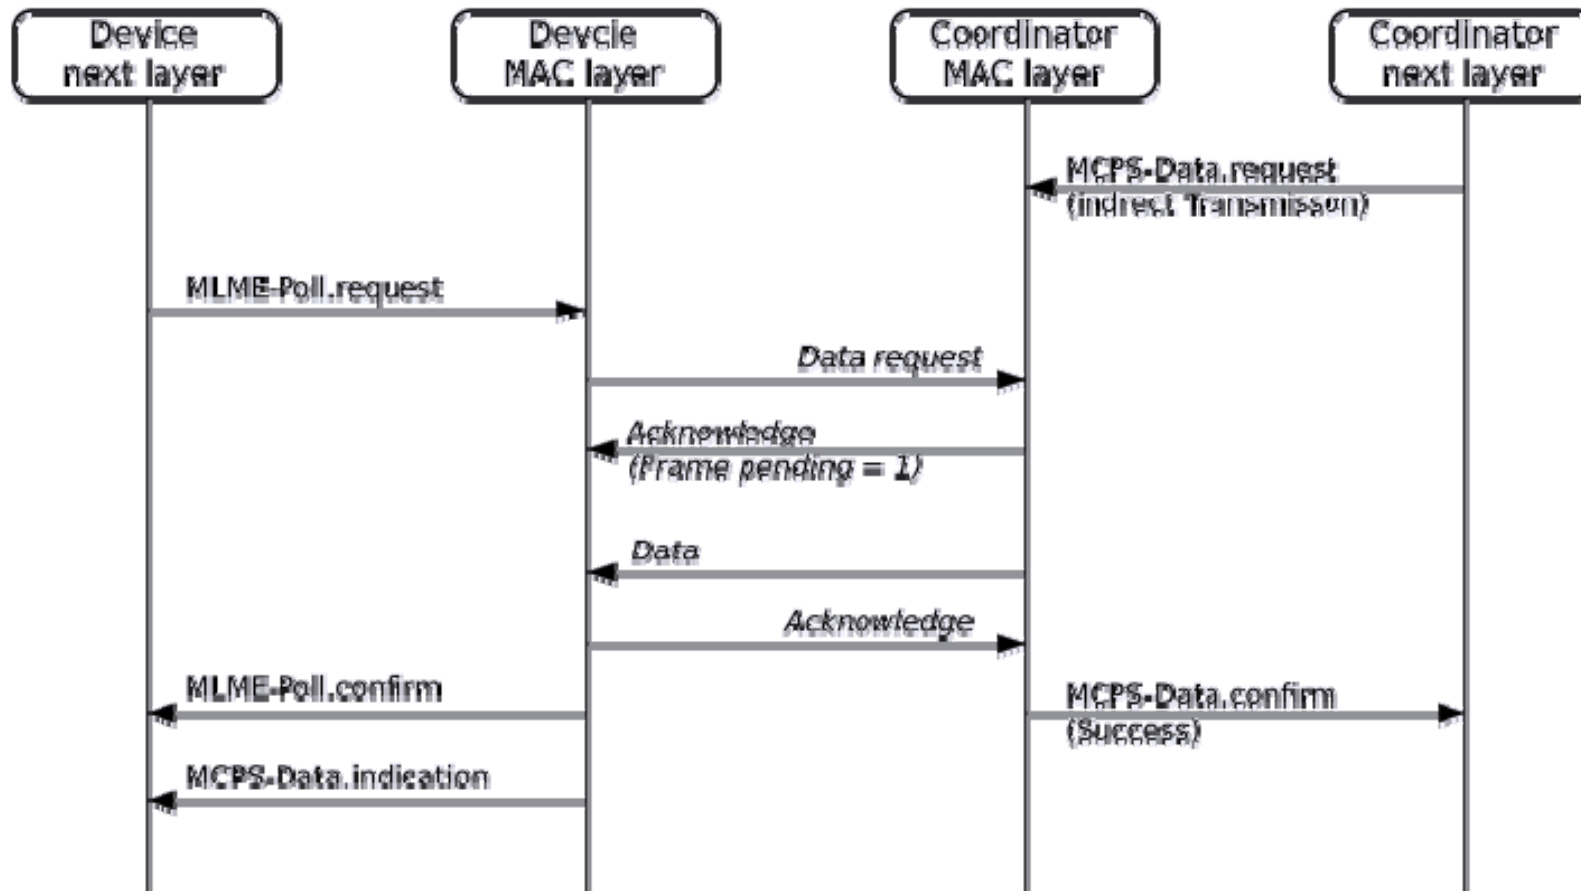 Device
next layer
Devcie
MAC layer
Coordinator
MAC layer
Coordinator
next layer
MCPS-Data.request
(indrect Transmisson)
MLME-Poll.request
Data request
Acknowledge
(Frame pending = 1)
Data
Acknowledge
MLME-Poll.confirm
MCPS-Data.confirm
(Success)
MCPS-Data.indication